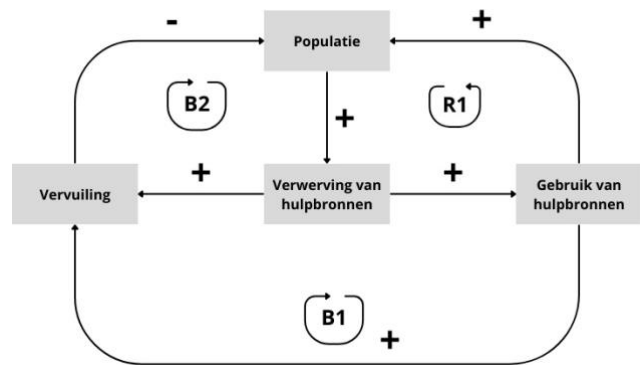 -
+
Populatie
B2
R1
+
+
+
Vervuiling
Verwerving van
hulpbronnen
Gebruik van
hulpbronnen
B1
+